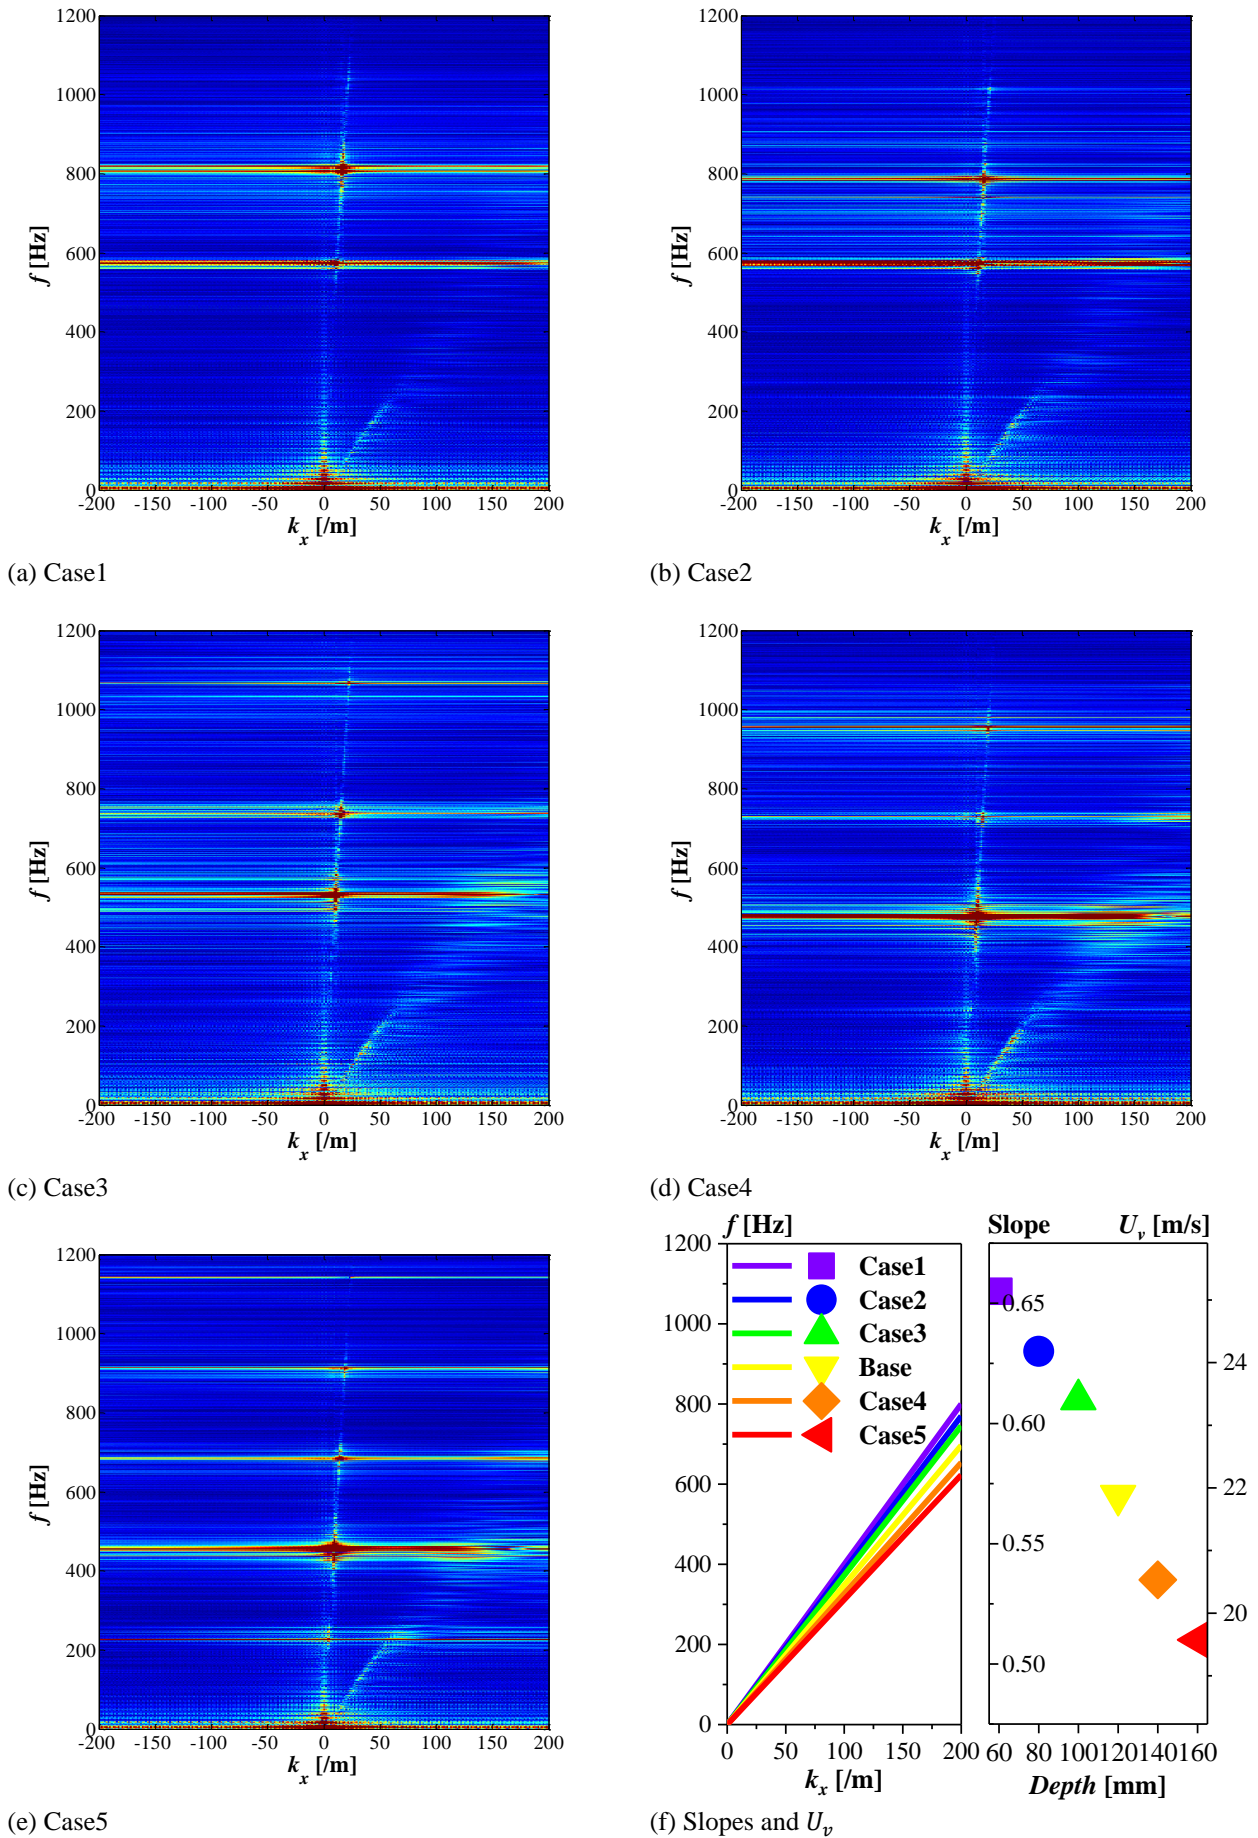 1200
1000
800
600
400
200
0
f [Hz]
-200 -150 -100 -50 0 50 100 150 200
k_x [/m]
(a) Case1
1200
1000
800
600
400
200
0
f [Hz]
-200 -150 -100 -50 0 50 100 150 200
k_x [/m]
(b) Case2
1200
1000
800
600
400
200
0
f [Hz]
-200 -150 -100 -50 0 50 100 150 200
k_x [/m]
(c) Case3
1200
1000
800
600
400
200
0
f [Hz]
-200 -150 -100 -50 0 50 100 150 200
k_x [/m]
(d) Case4
1200
1000
800
600
400
200
0
f [Hz]
-200 -150 -100 -50 0 50 100 150 200
k_x [/m]
(e) Case5
f [Hz]
1200
1000
800
600
400
200
0
Case1
Case2
Case3
Base
Case4
Case5
0 50 100 150 200
k_x [/m]
Slope U_v [m/s]
0.65
0.60
0.55
0.50
24
22
20
60 80 100 120 140 160
Depth [mm]
(f) Slopes and U_v